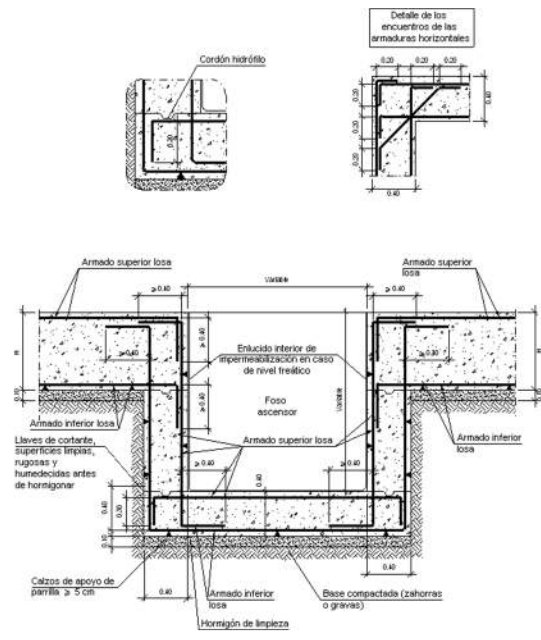 Detalle de los
encuentros de las
armaduras horizontales
Cordón hidrófilo
0.20
0.20
0.20
0.20
0.20
0.20
0.40
0.40
Armado superior losa
Variable
Armado superior
losa
≥ 0.40
≥ 0.40
≥ 0.40
Enlucido interior de
impermeabilización en caso
de nivel freático
≥ 0.40
≥ 0.40
0.10
0.10
Foso
ascensor
Variable
≥ 0.40
Armado inferior losa
Armado superior losa
Armado inferior
losa
Llaves de cortante,
superficies limpias,
rugosas y
humedecidas antes
de hormigonar
≥ 0.40
≥ 0.40
0.40
0.40
0.30
0.10
Calzos de apoyo de
parrilla ≥ 5 cm
0.40
Armado inferior
losa
Base compactada (zahorras
o gravas)
0.40
Hormigón de limpieza